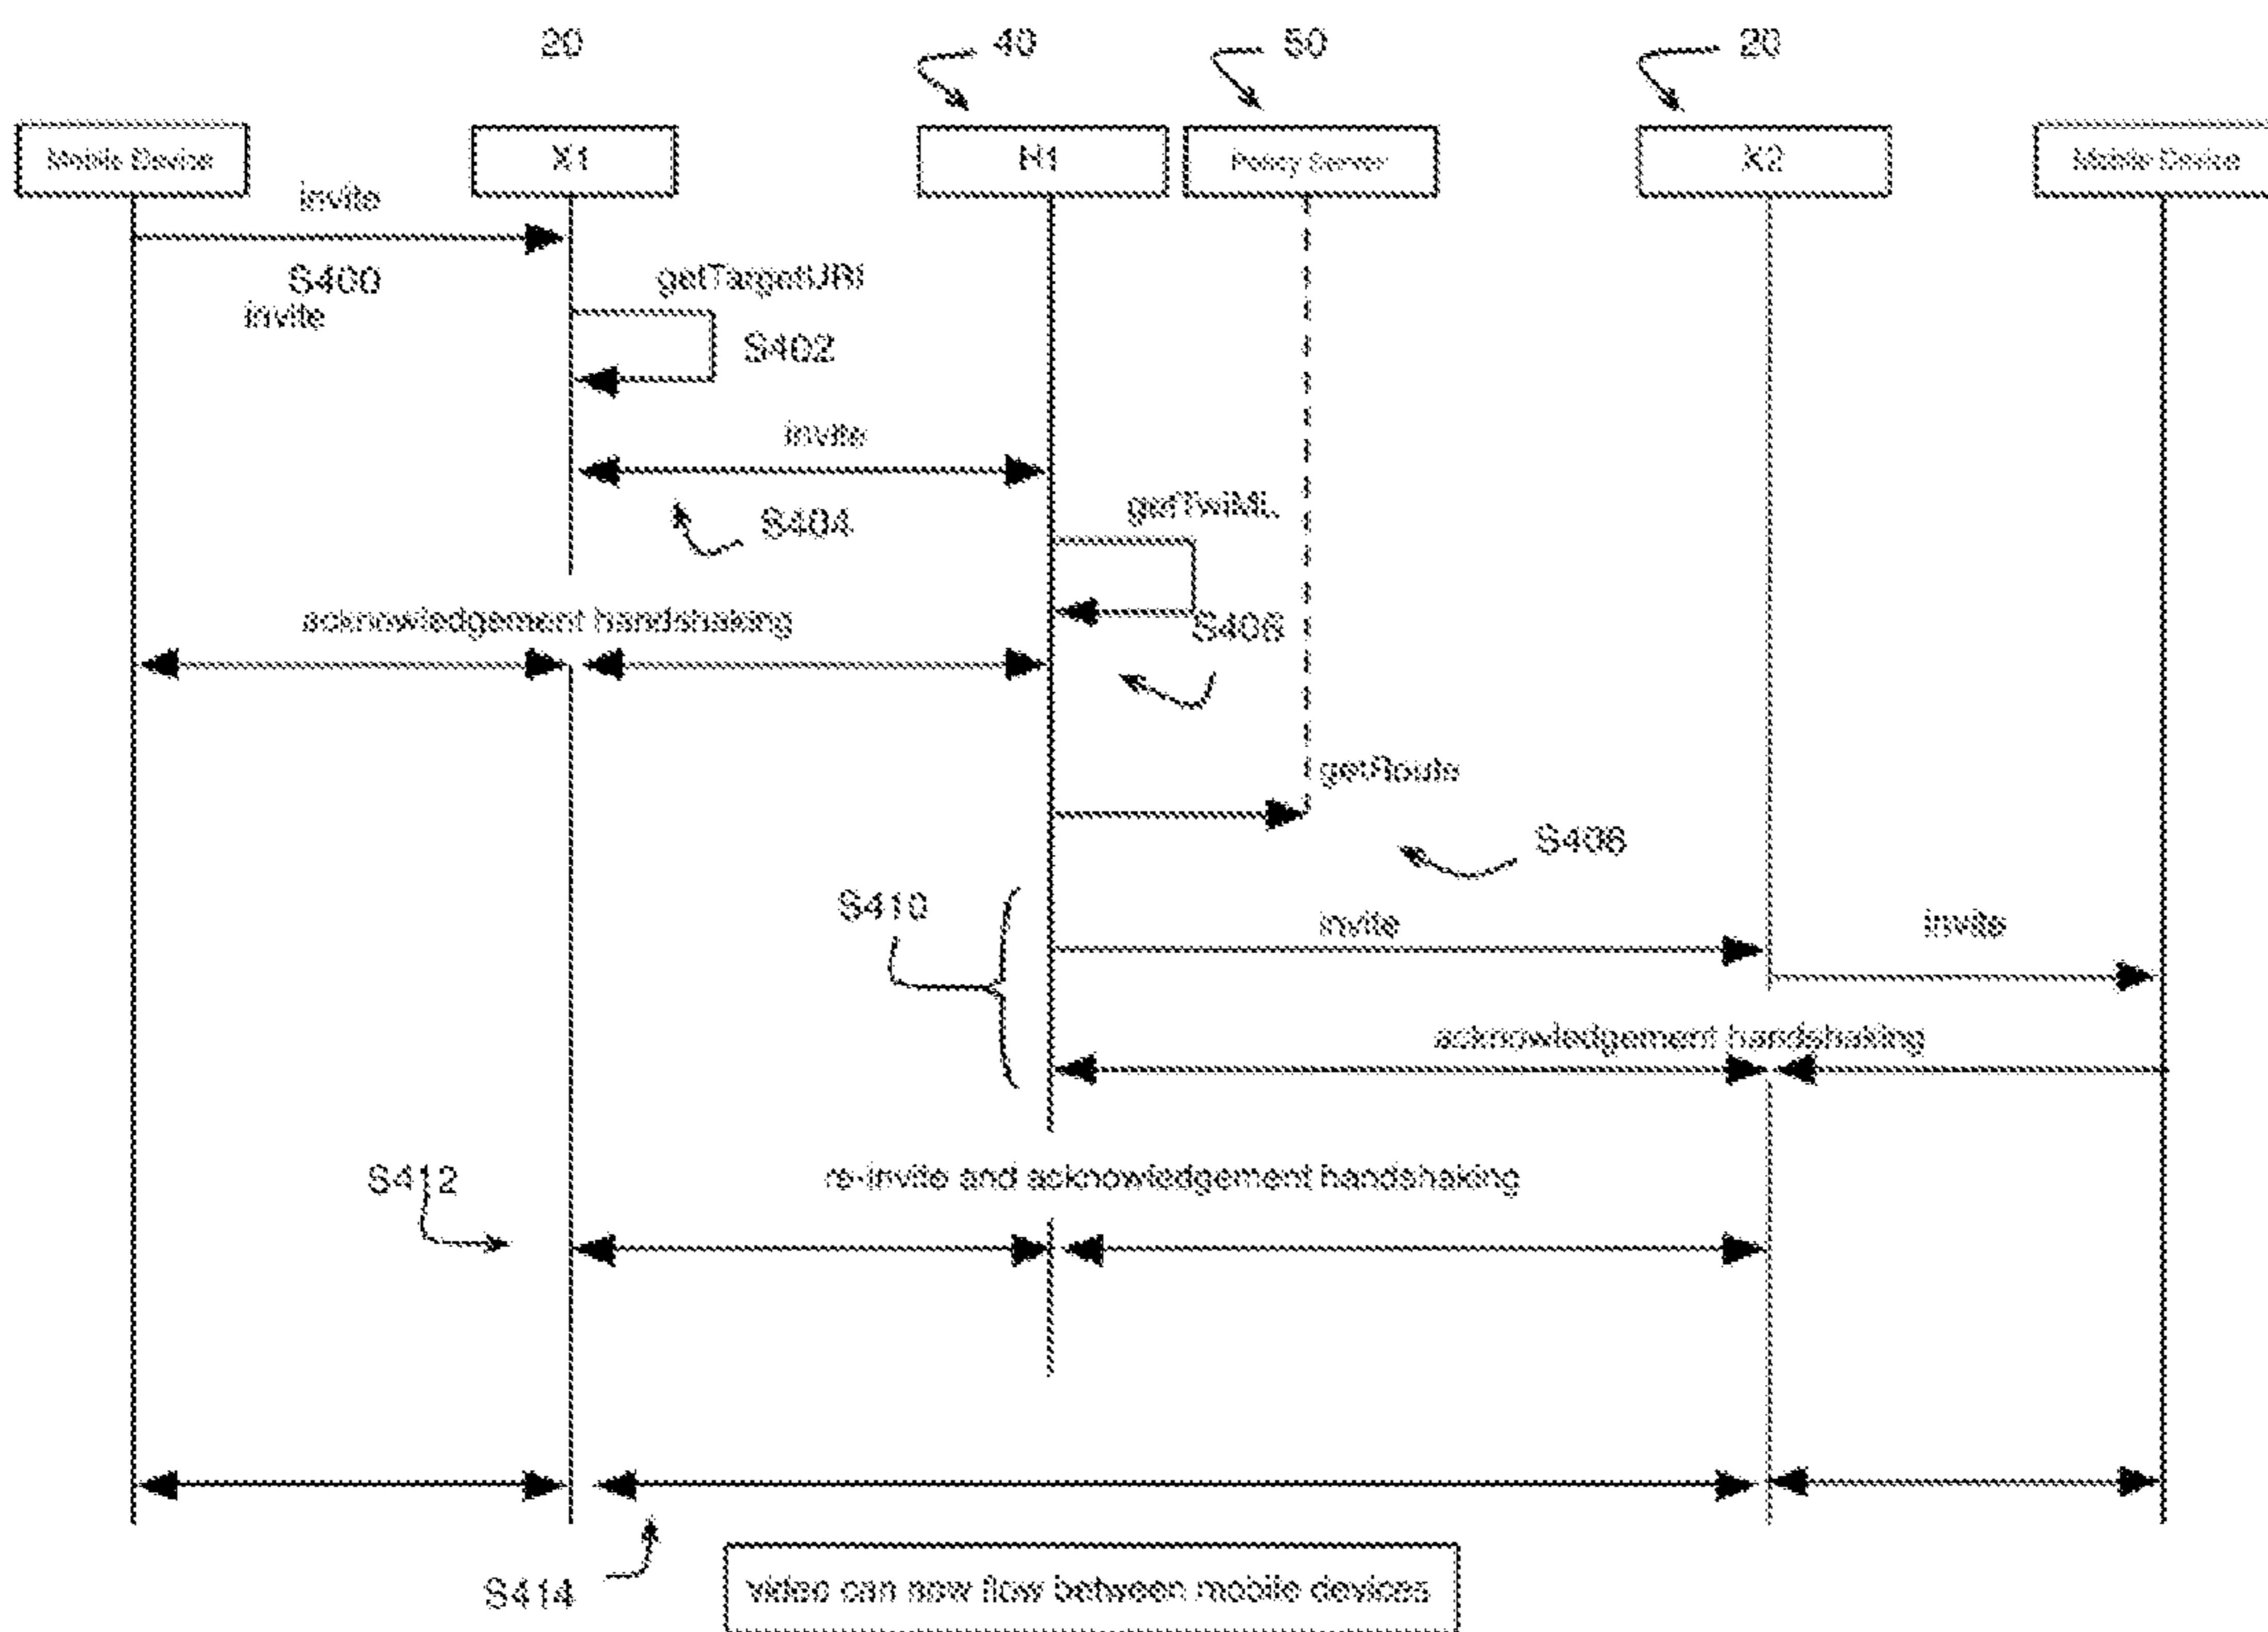 20
40
50
20
Mobile Device
X1
H1
Policy Server
X2
Mobile Device
invite
S400
invite
getTargetURI
S402
invite
S404
getTwiML
S408
acknowledgement handshaking
getRoute
S408
S410
invite
invite
acknowledgement handshaking
S412
re-invite and acknowledgement handshaking
S414
video can now flow between mobile devices